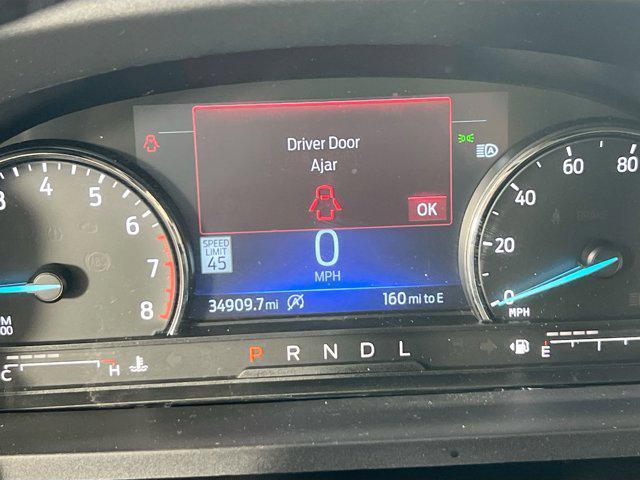 Driver Door
Ajar
OK
SPEED
LIMIT
45
0
MPH
34909.7 mi
160 mi to E
3
4
5
6
7
8
00
0
20
40
60
80
MPH
C
H
P R N D L
E